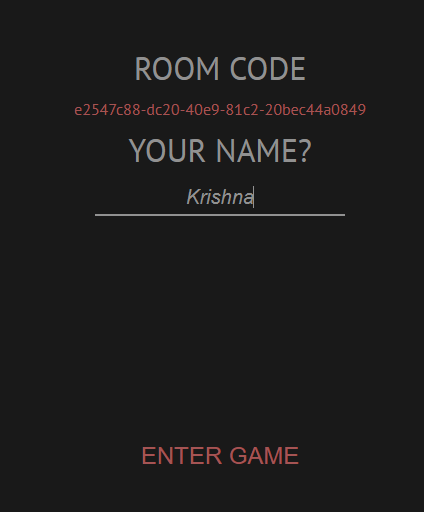 ROOM CODE
e2547c88-dc20-40e9-81c2-20bec44a0849
YOUR NAME?
Krishna
ENTER GAME